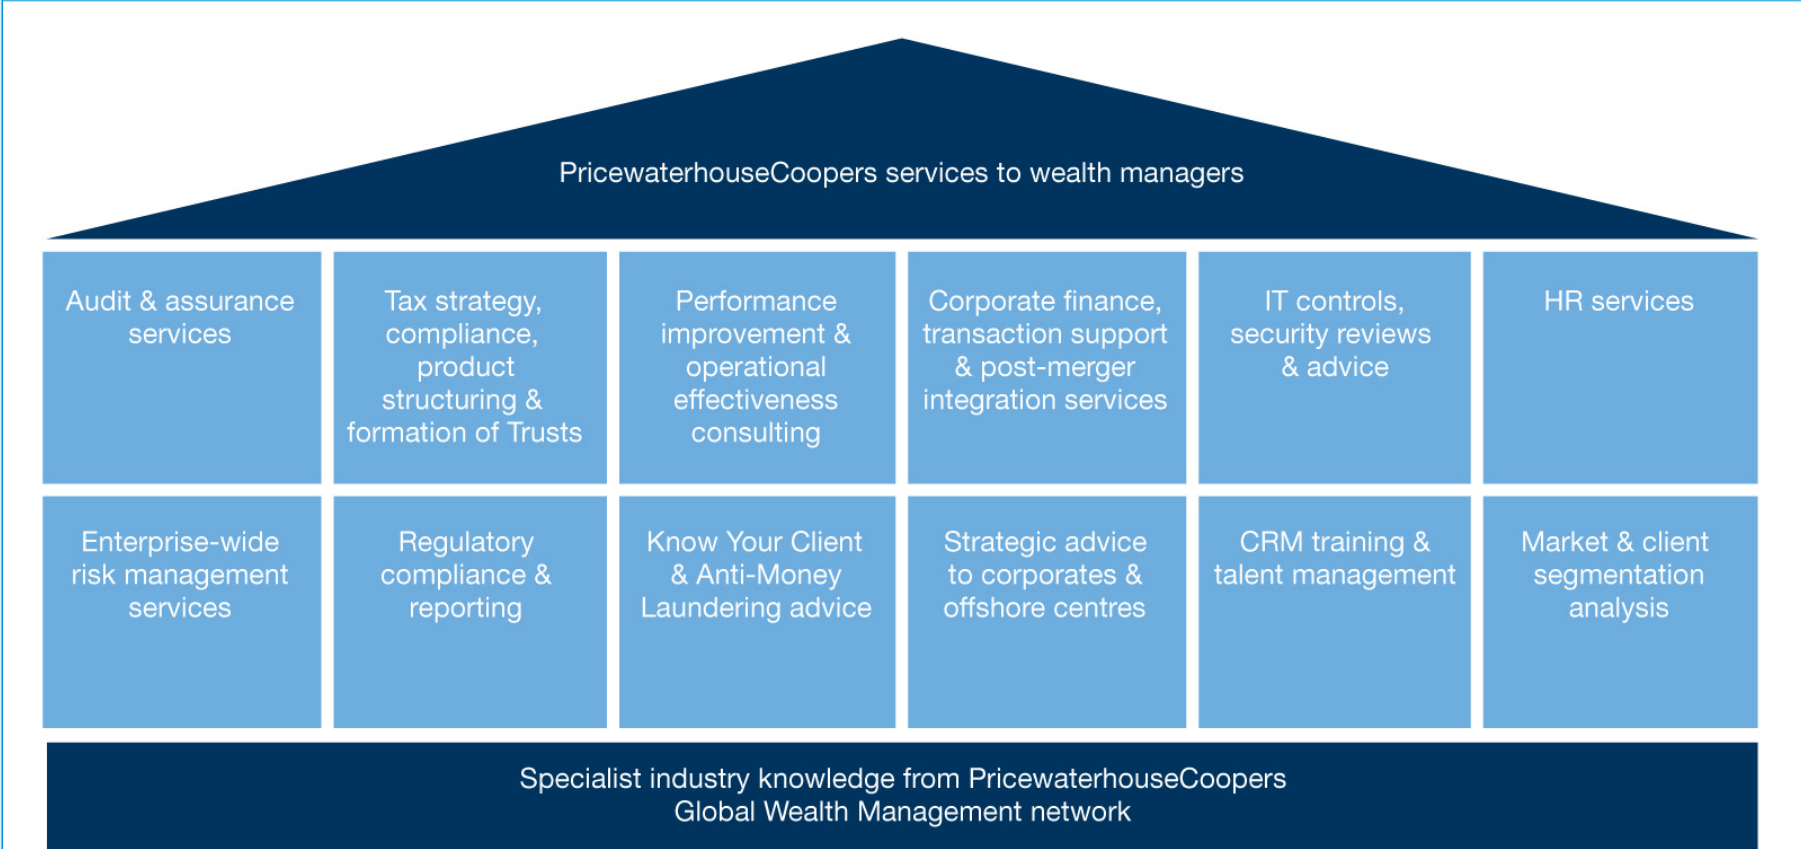 PricewaterhouseCoopers services to wealth managers
Audit & assurance
services
Tax strategy,
compliance,
product
structuring &
formation of Trusts
Performance
improvement &
operational
effectiveness
consulting
Corporate finance,
transaction support
& post-merger
integration services
IT controls,
security reviews
& advice
HR services
Enterprise-wide
risk management
services
Regulatory
compliance &
reporting
Know Your Client
& Anti-Money
Laundering advice
Strategic advice
to corporates &
offshore centres
CRM training &
talent management
Market & client
segmentation
analysis
Specialist industry knowledge from PricewaterhouseCoopers
Global Wealth Management network